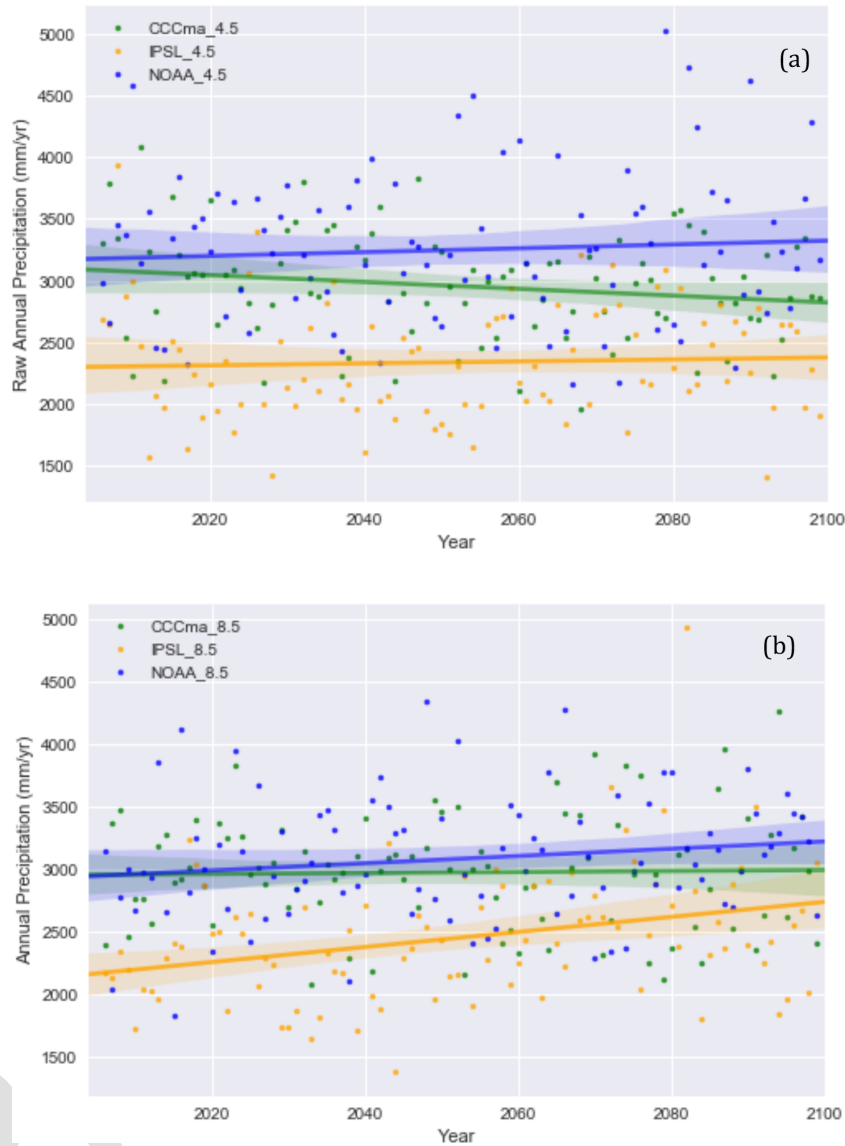 5000
4500
4000
3500
3000
2500
2000
1500
CCCma_4.5
IPSL_4.5
NOAA_4.5
(a)
Raw Annual Precipitation (mm/yr)
2020 2040 2060 2080 2100
Year
5000
4500
4000
3500
3000
2500
2000
1500
CCCma_8.5
IPSL_8.5
NOAA_8.5
(b)
Annual Precipitation (mm/yr)
2020 2040 2060 2080 2100
Year